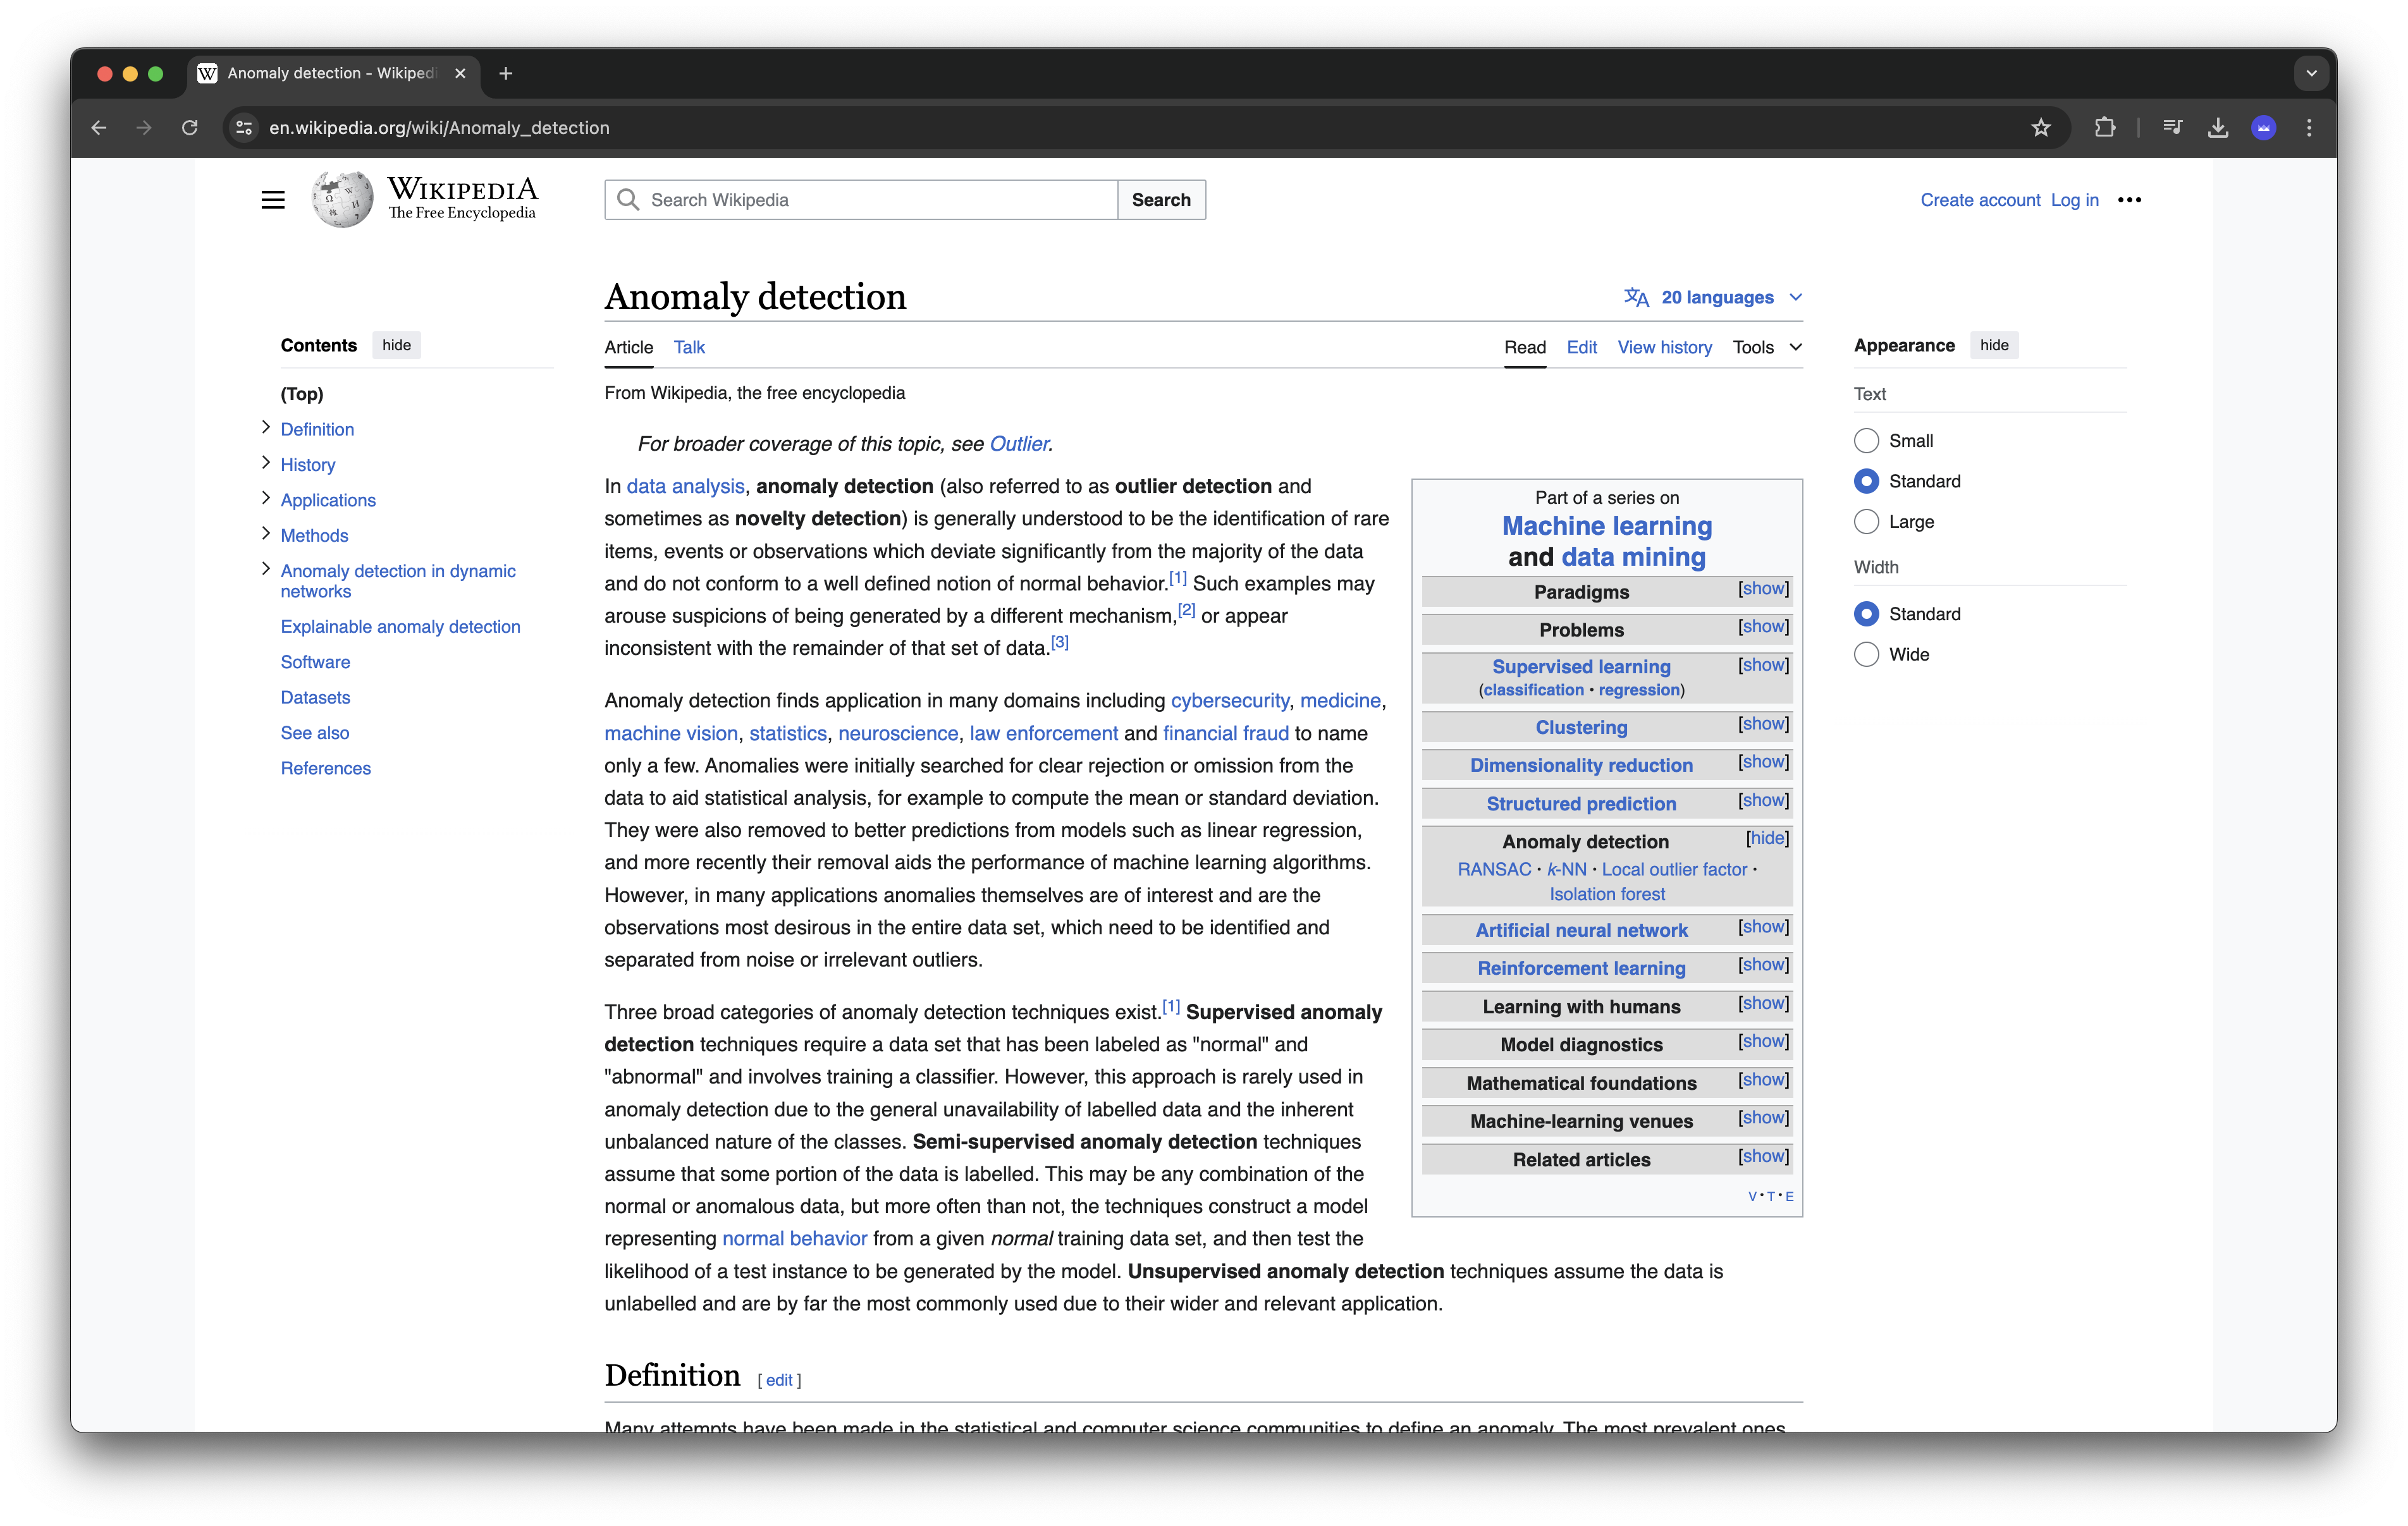 Anomaly detection - Wikipedi
en.wikipedia.org/wiki/Anomaly_detection
WIKIPEDIA
The Free Encyclopedia
Search Wikipedia
Search
Create account Log in
Contents hide
(Top)
Definition
History
Applications
Methods
Anomaly detection in dynamic
networks
Explainable anomaly detection
Software
Datasets
See also
References
Anomaly detection
20 languages
Article Talk
Read Edit View history Tools
From Wikipedia, the free encyclopedia
For broader coverage of this topic, see Outlier.
In data analysis, anomaly detection (also referred to as outlier detection and
sometimes as novelty detection) is generally understood to be the identification of rare
items, events or observations which deviate significantly from the majority of the data
and do not conform to a well defined notion of normal behavior.[1] Such examples may
arouse suspicions of being generated by a different mechanism,[2] or appear
inconsistent with the remainder of that set of data.[3]
Anomaly detection finds application in many domains including cybersecurity, medicine,
machine vision, statistics, neuroscience, law enforcement and financial fraud to name
only a few. Anomalies were initially searched for clear rejection or omission from the
data to aid statistical analysis, for example to compute the mean or standard deviation.
They were also removed to better predictions from models such as linear regression,
and more recently their removal aids the performance of machine learning algorithms.
However, in many applications anomalies themselves are of interest and are the
observations most desirous in the entire data set, which need to be identified and
separated from noise or irrelevant outliers.
Three broad categories of anomaly detection techniques exist.[1] Supervised anomaly
detection techniques require a data set that has been labeled as "normal" and
"abnormal" and involves training a classifier. However, this approach is rarely used in
anomaly detection due to the general unavailability of labelled data and the inherent
unbalanced nature of the classes. Semi-supervised anomaly detection techniques
assume that some portion of the data is labelled. This may be any combination of the
normal or anomalous data, but more often than not, the techniques construct a model
representing normal behavior from a given normal training data set, and then test the
likelihood of a test instance to be generated by the model. Unsupervised anomaly detection techniques assume the data is
unlabelled and are by far the most commonly used due to their wider and relevant application.
Definition [ edit ]
Many attempts have been made in the statistical and computer science communities to define an anomaly. The most prevalent ones
Part of a series on
Machine learning
and data mining
Paradigms [show]
Problems [show]
Supervised learning [show]
(classification • regression)
Clustering [show]
Dimensionality reduction [show]
Structured prediction [show]
Anomaly detection [hide]
RANSAC • k-NN • Local outlier factor •
Isolation forest
Artificial neural network [show]
Reinforcement learning [show]
Learning with humans [show]
Model diagnostics [show]
Mathematical foundations [show]
Machine-learning venues [show]
Related articles [show]
V • T • E
Appearance hide
Text
Small
Standard
Large
Width
Standard
Wide